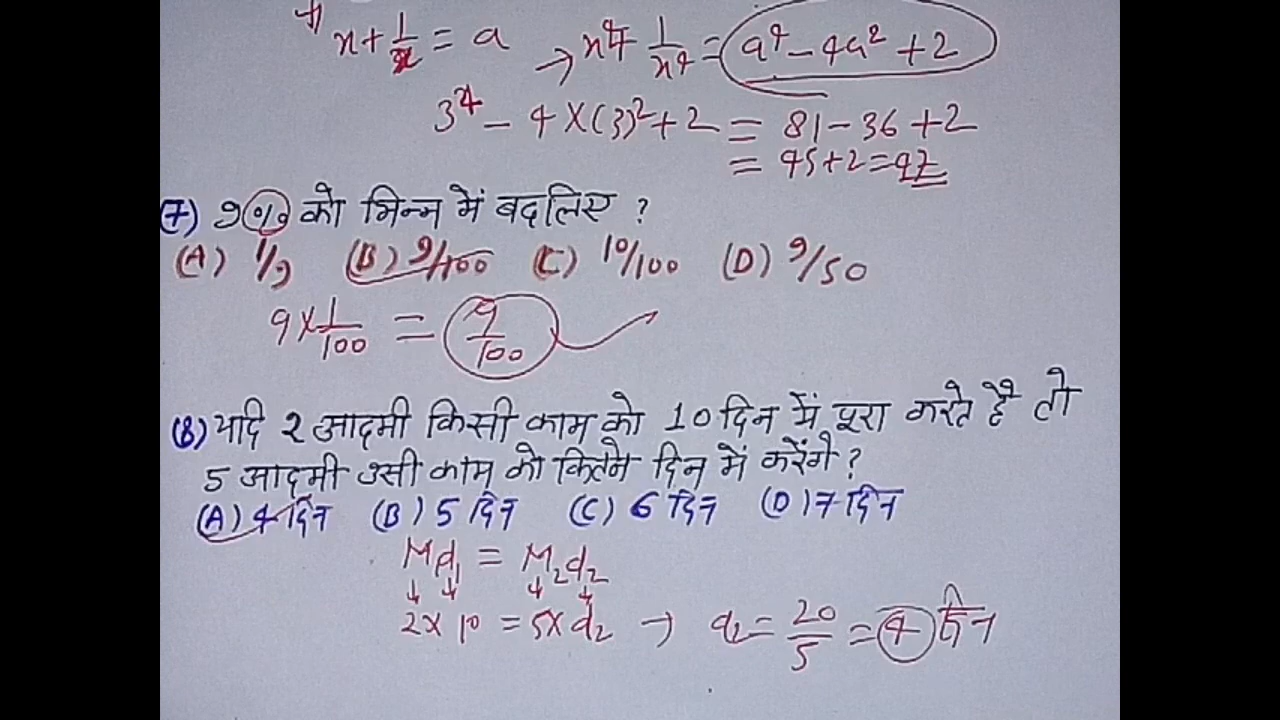 x + 1/x = a → x⁴ + 1/x⁴ = a⁴ - 4a² + 2
3⁴ - 4 × (3)² + 2 = 81 - 36 + 2
= 45 + 2 = 47
(7) 9% को भिन्न में बदलिए ?
(A) 1/9 (B) 9/100 (C) 10/100 (D) 9/50
9 × 1/100 = 9/100
(8) यदि 2 आदमी किसी काम को 10 दिन में पूरा करते है तो
5 आदमी उसी काम को कितने दिन में करेंगे ?
(A) 4 दिन (B) 5 दिन (C) 6 दिन (D) 7 दिन
M d₁ = M₂d₂
2 × 10 = 5 × d₂ → d₂ = 20/5 = 4 दिन